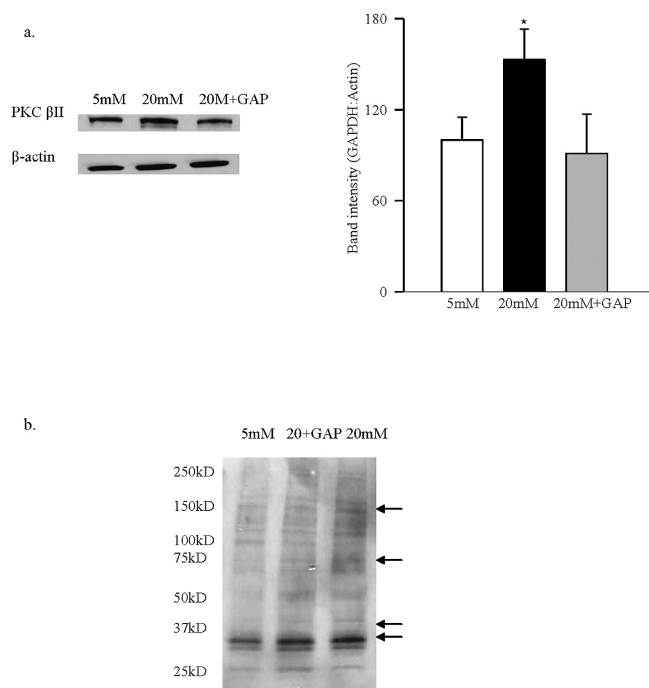 a.
5mM 20mM 20M+GAP
PKC βII
β-actin
Band intensity (GAPDH:Actin)
180
120
60
0
*
5mM 20mM 20mM+GAP
b.
5mM 20+GAP 20mM
250kD
150kD
100kD
75kD
50kD
37kD
25kD